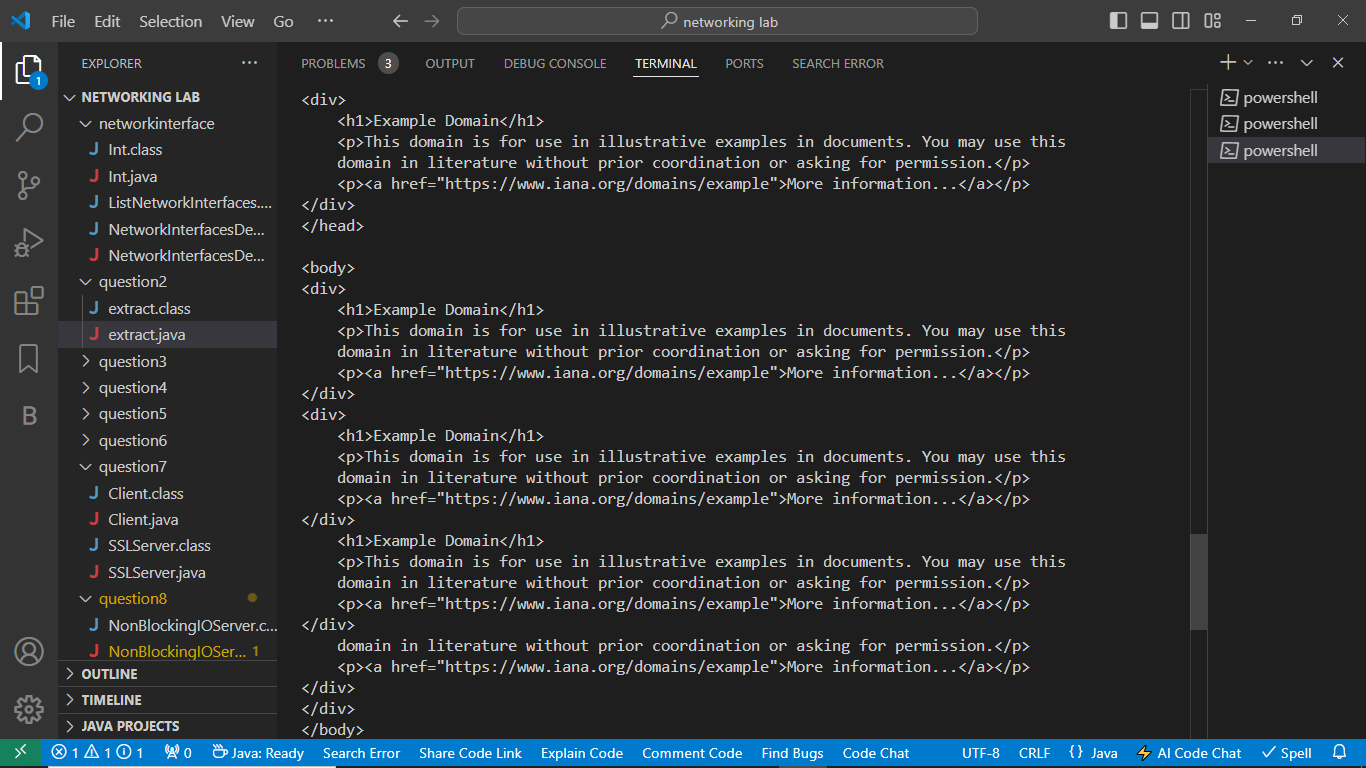 File Edit Selection View Go ···
networking lab
1
EXPLORER ···
NETWORKING LAB
networkinterface
J Int.class
J Int.java
J ListNetworkInterfaces....
J NetworkInterfacesDe...
J NetworkInterfacesDe...
question2
J extract.class
J extract.java
question3
question4
question5
question6
question7
J Client.class
J Client.java
J SSLServer.class
J SSLServer.java
question8
J NonBlockingIOServer.c...
J NonBlockingIOSer... 1
OUTLINE
TIMELINE
JAVA PROJECTS
B
PROBLEMS 3 OUTPUT DEBUG CONSOLE TERMINAL PORTS SEARCH ERROR
<div>
<h1>Example Domain</h1>
<p>This domain is for use in illustrative examples in documents. You may use this
domain in literature without prior coordination or asking for permission.</p>
<p><a href="https://www.iana.org/domains/example">More information...</a></p>
</div>
</head>
<body>
<div>
<h1>Example Domain</h1>
<p>This domain is for use in illustrative examples in documents. You may use this
domain in literature without prior coordination or asking for permission.</p>
<p><a href="https://www.iana.org/domains/example">More information...</a></p>
</div>
<div>
<h1>Example Domain</h1>
<p>This domain is for use in illustrative examples in documents. You may use this
domain in literature without prior coordination or asking for permission.</p>
<p><a href="https://www.iana.org/domains/example">More information...</a></p>
</div>
<h1>Example Domain</h1>
<p>This domain is for use in illustrative examples in documents. You may use this
domain in literature without prior coordination or asking for permission.</p>
<p><a href="https://www.iana.org/domains/example">More information...</a></p>
</div>
domain in literature without prior coordination or asking for permission.</p>
<p><a href="https://www.iana.org/domains/example">More information...</a></p>
</div>
</div>
</body>
powershell
powershell
powershell
1 1 1 0 Java: Ready Search Error Share Code Link Explain Code Comment Code Find Bugs Code Chat UTF-8 CRLF {} Java AI Code Chat Spell